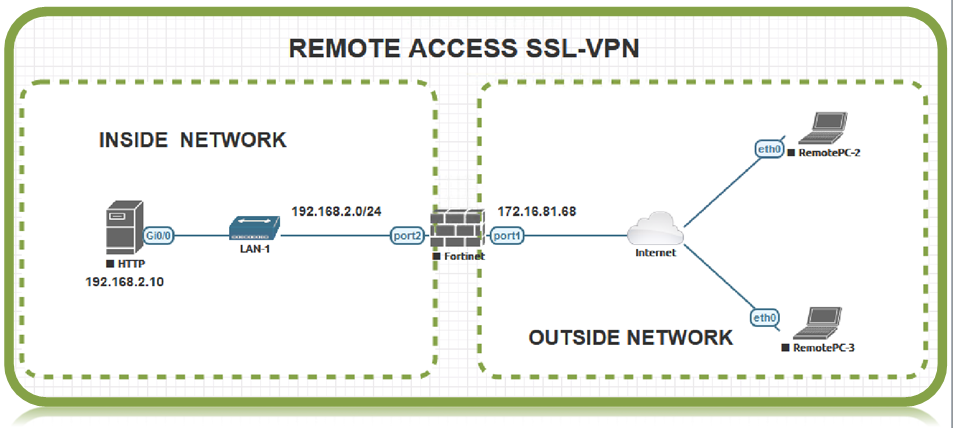 REMOTE ACCESS SSL-VPN
INSIDE NETWORK
eth0
RemotePC-2
192.168.2.0/24
172.16.81.68
Gi0/0
port2
port1
LAN-1
Fortinet
Internet
HTTP
192.168.2.10
eth0
OUTSIDE NETWORK
RemotePC-3